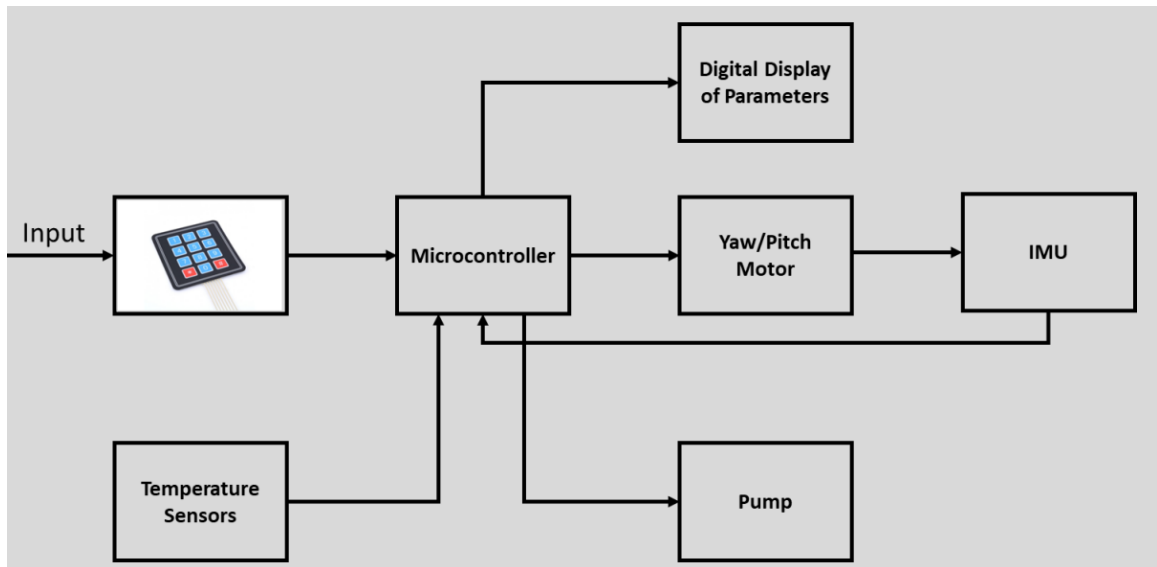 Digital Display
of Parameters
Input
Microcontroller
Yaw/Pitch
Motor
IMU
Temperature
Sensors
Pump